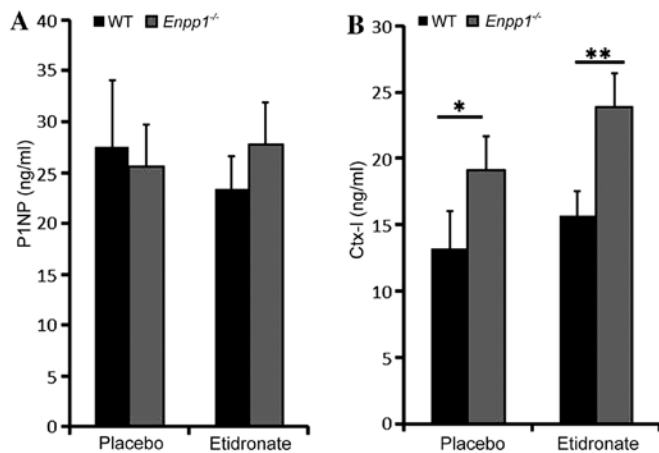 A
WT Enpp1-/-
P1NP (ng/ml)
40
35
30
25
20
15
10
5
0
Placebo Etidronate
B
WT Enpp1-/-
Ctx-I (ng/ml)
30
25
20
15
10
5
0
*
**
Placebo Etidronate